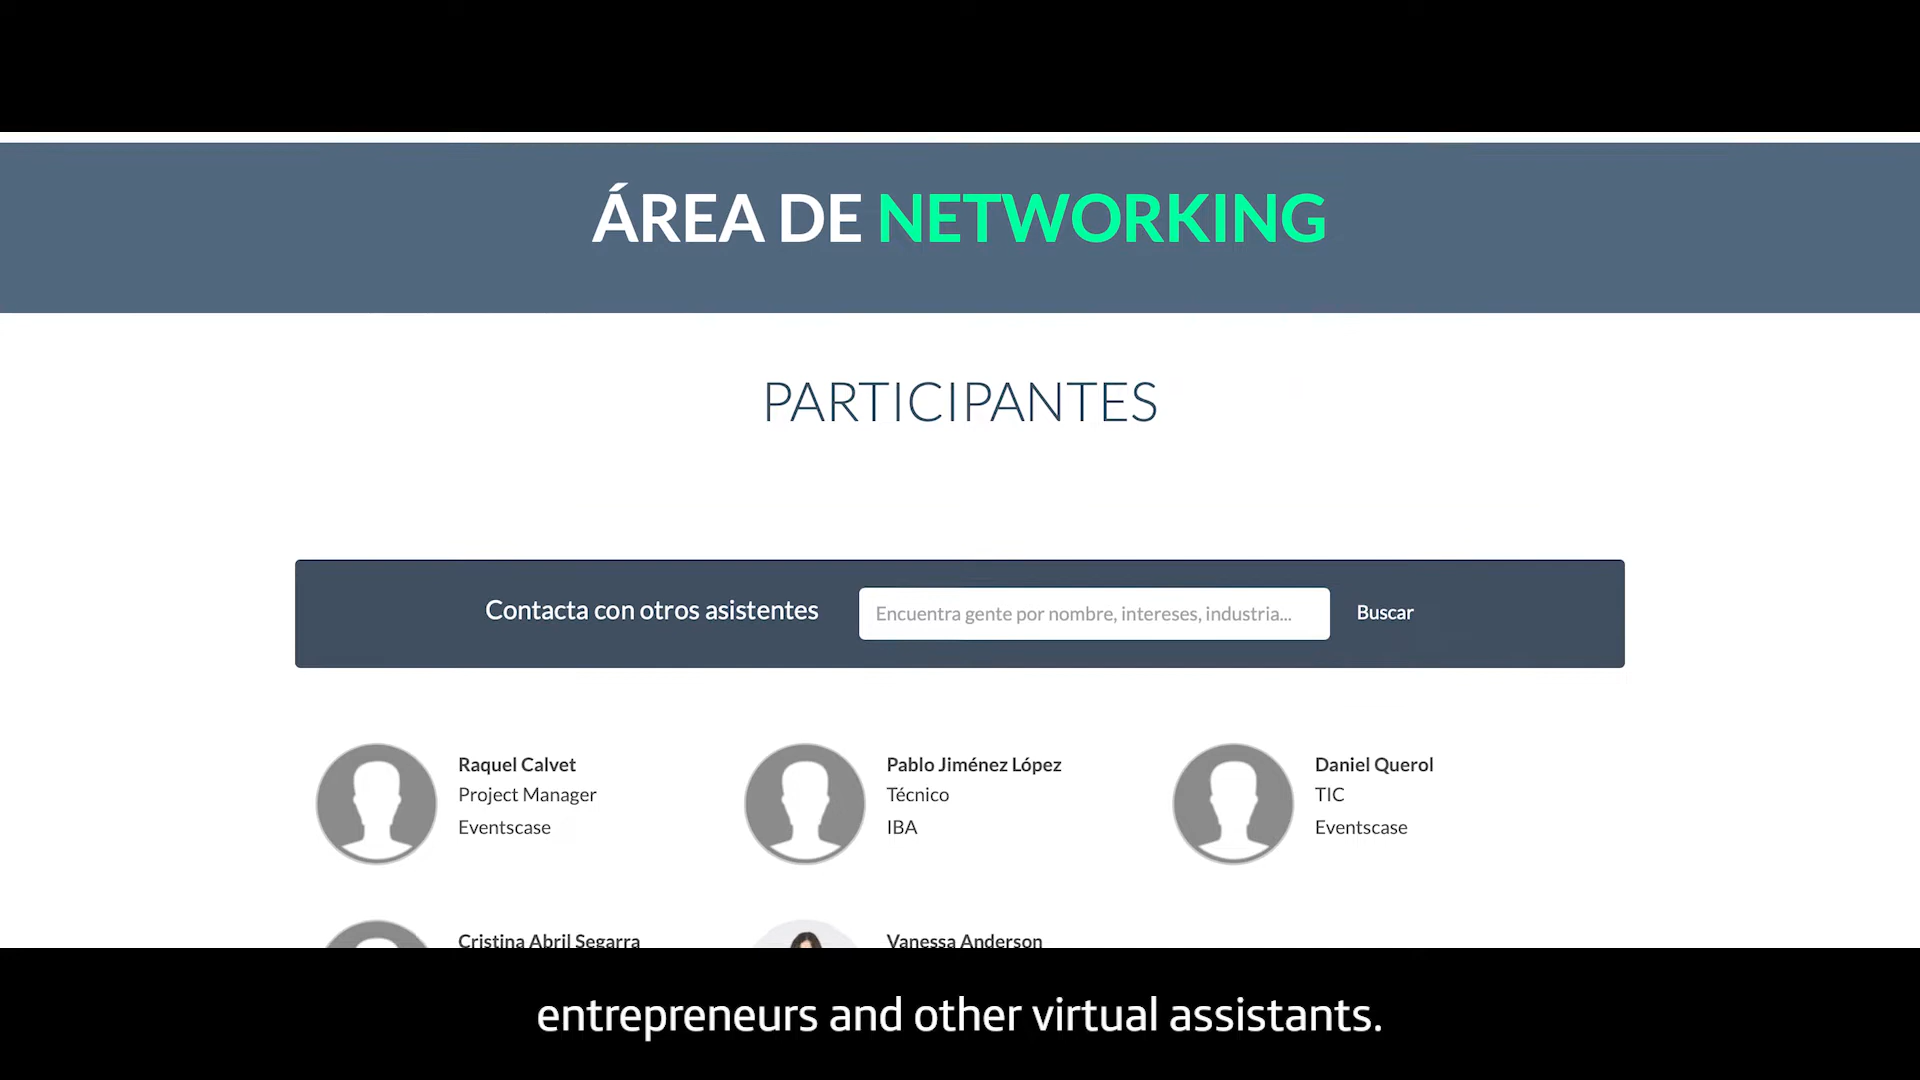 ÁREA DE NETWORKING
PARTICIPANTES
Contacta con otros asistentes
Encuentra gente por nombre, intereses, industria...
Buscar
Raquel Calvet
Project Manager
Eventscase
Pablo Jiménez López
Técnico
IBA
Daniel Querol
TIC
Eventscase
Cristina Abril Segarra
Vanessa Anderson
entrepreneurs and other virtual assistants.